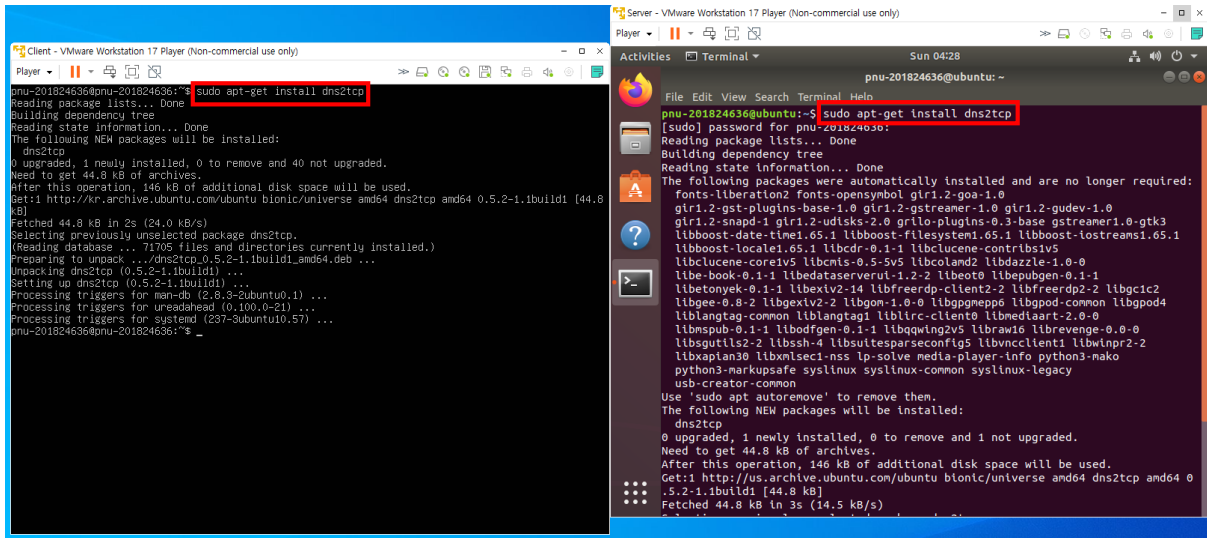 Client - VMware Workstation 17 Player (Non-commercial use only)
Player
pnu-201824636@pnu-201824636:~$ sudo apt-get install dns2tcp
Reading package lists... Done
Building dependency tree
Reading state information... Done
The following NEW packages will be installed:
  dns2tcp
0 upgraded, 1 newly installed, 0 to remove and 40 not upgraded.
Need to get 44.8 kB of archives.
After this operation, 146 kB of additional disk space will be used.
Get:1 http://kr.archive.ubuntu.com/ubuntu bionic/universe amd64 dns2tcp amd64 0.5.2-1.1build1 [44.8
kB]
Fetched 44.8 kB in 2s (24.0 kB/s)
Selecting previously unselected package dns2tcp.
(Reading database ... 71705 files and directories currently installed.)
Preparing to unpack .../dns2tcp_0.5.2-1.1build1_amd64.deb ...
Unpacking dns2tcp (0.5.2-1.1build1) ...
Setting up dns2tcp (0.5.2-1.1build1) ...
Processing triggers for man-db (2.8.3-2ubuntu0.1) ...
Processing triggers for ureadahead (0.100.0-21) ...
Processing triggers for systemd (237-3ubuntu10.57) ...
pnu-201824636@pnu-201824636:~$ _
Server - VMware Workstation 17 Player (Non-commercial use only)
Player
Activities Terminal Sun 04:28
pnu-201824636@ubuntu: ~
File Edit View Search Terminal Help
pnu-201824636@ubuntu:~$ sudo apt-get install dns2tcp
[sudo] password for pnu-201824636:
Reading package lists... Done
Building dependency tree
Reading state information... Done
The following packages were automatically installed and are no longer required:
  fonts-liberation2 fonts-opensymbol gir1.2-goa-1.0
  gir1.2-gst-plugins-base-1.0 gir1.2-gstreamer-1.0 gir1.2-gudev-1.0
  gir1.2-snapd-1 gir1.2-udisks-2.0 grilo-plugins-0.3-base gstreamer1.0-gtk3
  libboost-date-time1.65.1 libboost-filesystem1.65.1 libboost-iostreams1.65.1
  libboost-locale1.65.1 libcdr-0.1-1 libclucene-contribs1v5
  libclucene-core1v5 libcmis-0.5-5v5 libcolamd2 libdazzle-1.0-0
  libe-book-0.1-1 libedataserverui-1.2-2 libeot0 libepubgen-0.1-1
  libetonyek-0.1-1 libexiv2-14 libfreerdp-client2-2 libfreerdp2-2 libgc1c2
  libgee-0.8-2 libgexiv2-2 libgom-1.0-0 libgpgmepp6 libgpod-common libgpod4
  liblangtag-common liblangtag1 liblirc-client0 libmediaart-2.0-0
  libmspub-0.1-1 libodfgen-0.1-1 libqqwing2v5 libraw16 librevenge-0.0-0
  libsgutils2-2 libssh-4 libsuitesparseconfig5 libvncclient1 libwinpr2-2
  libxapian30 libxmlsec1-nss lp-solve media-player-info python3-mako
  python3-markupsafe syslinux syslinux-common syslinux-legacy
  usb-creator-common
Use 'sudo apt autoremove' to remove them.
The following NEW packages will be installed:
  dns2tcp
0 upgraded, 1 newly installed, 0 to remove and 1 not upgraded.
Need to get 44.8 kB of archives.
After this operation, 146 kB of additional disk space will be used.
Get:1 http://us.archive.ubuntu.com/ubuntu bionic/universe amd64 dns2tcp amd64 0
.5.2-1.1build1 [44.8 kB]
Fetched 44.8 kB in 3s (14.5 kB/s)